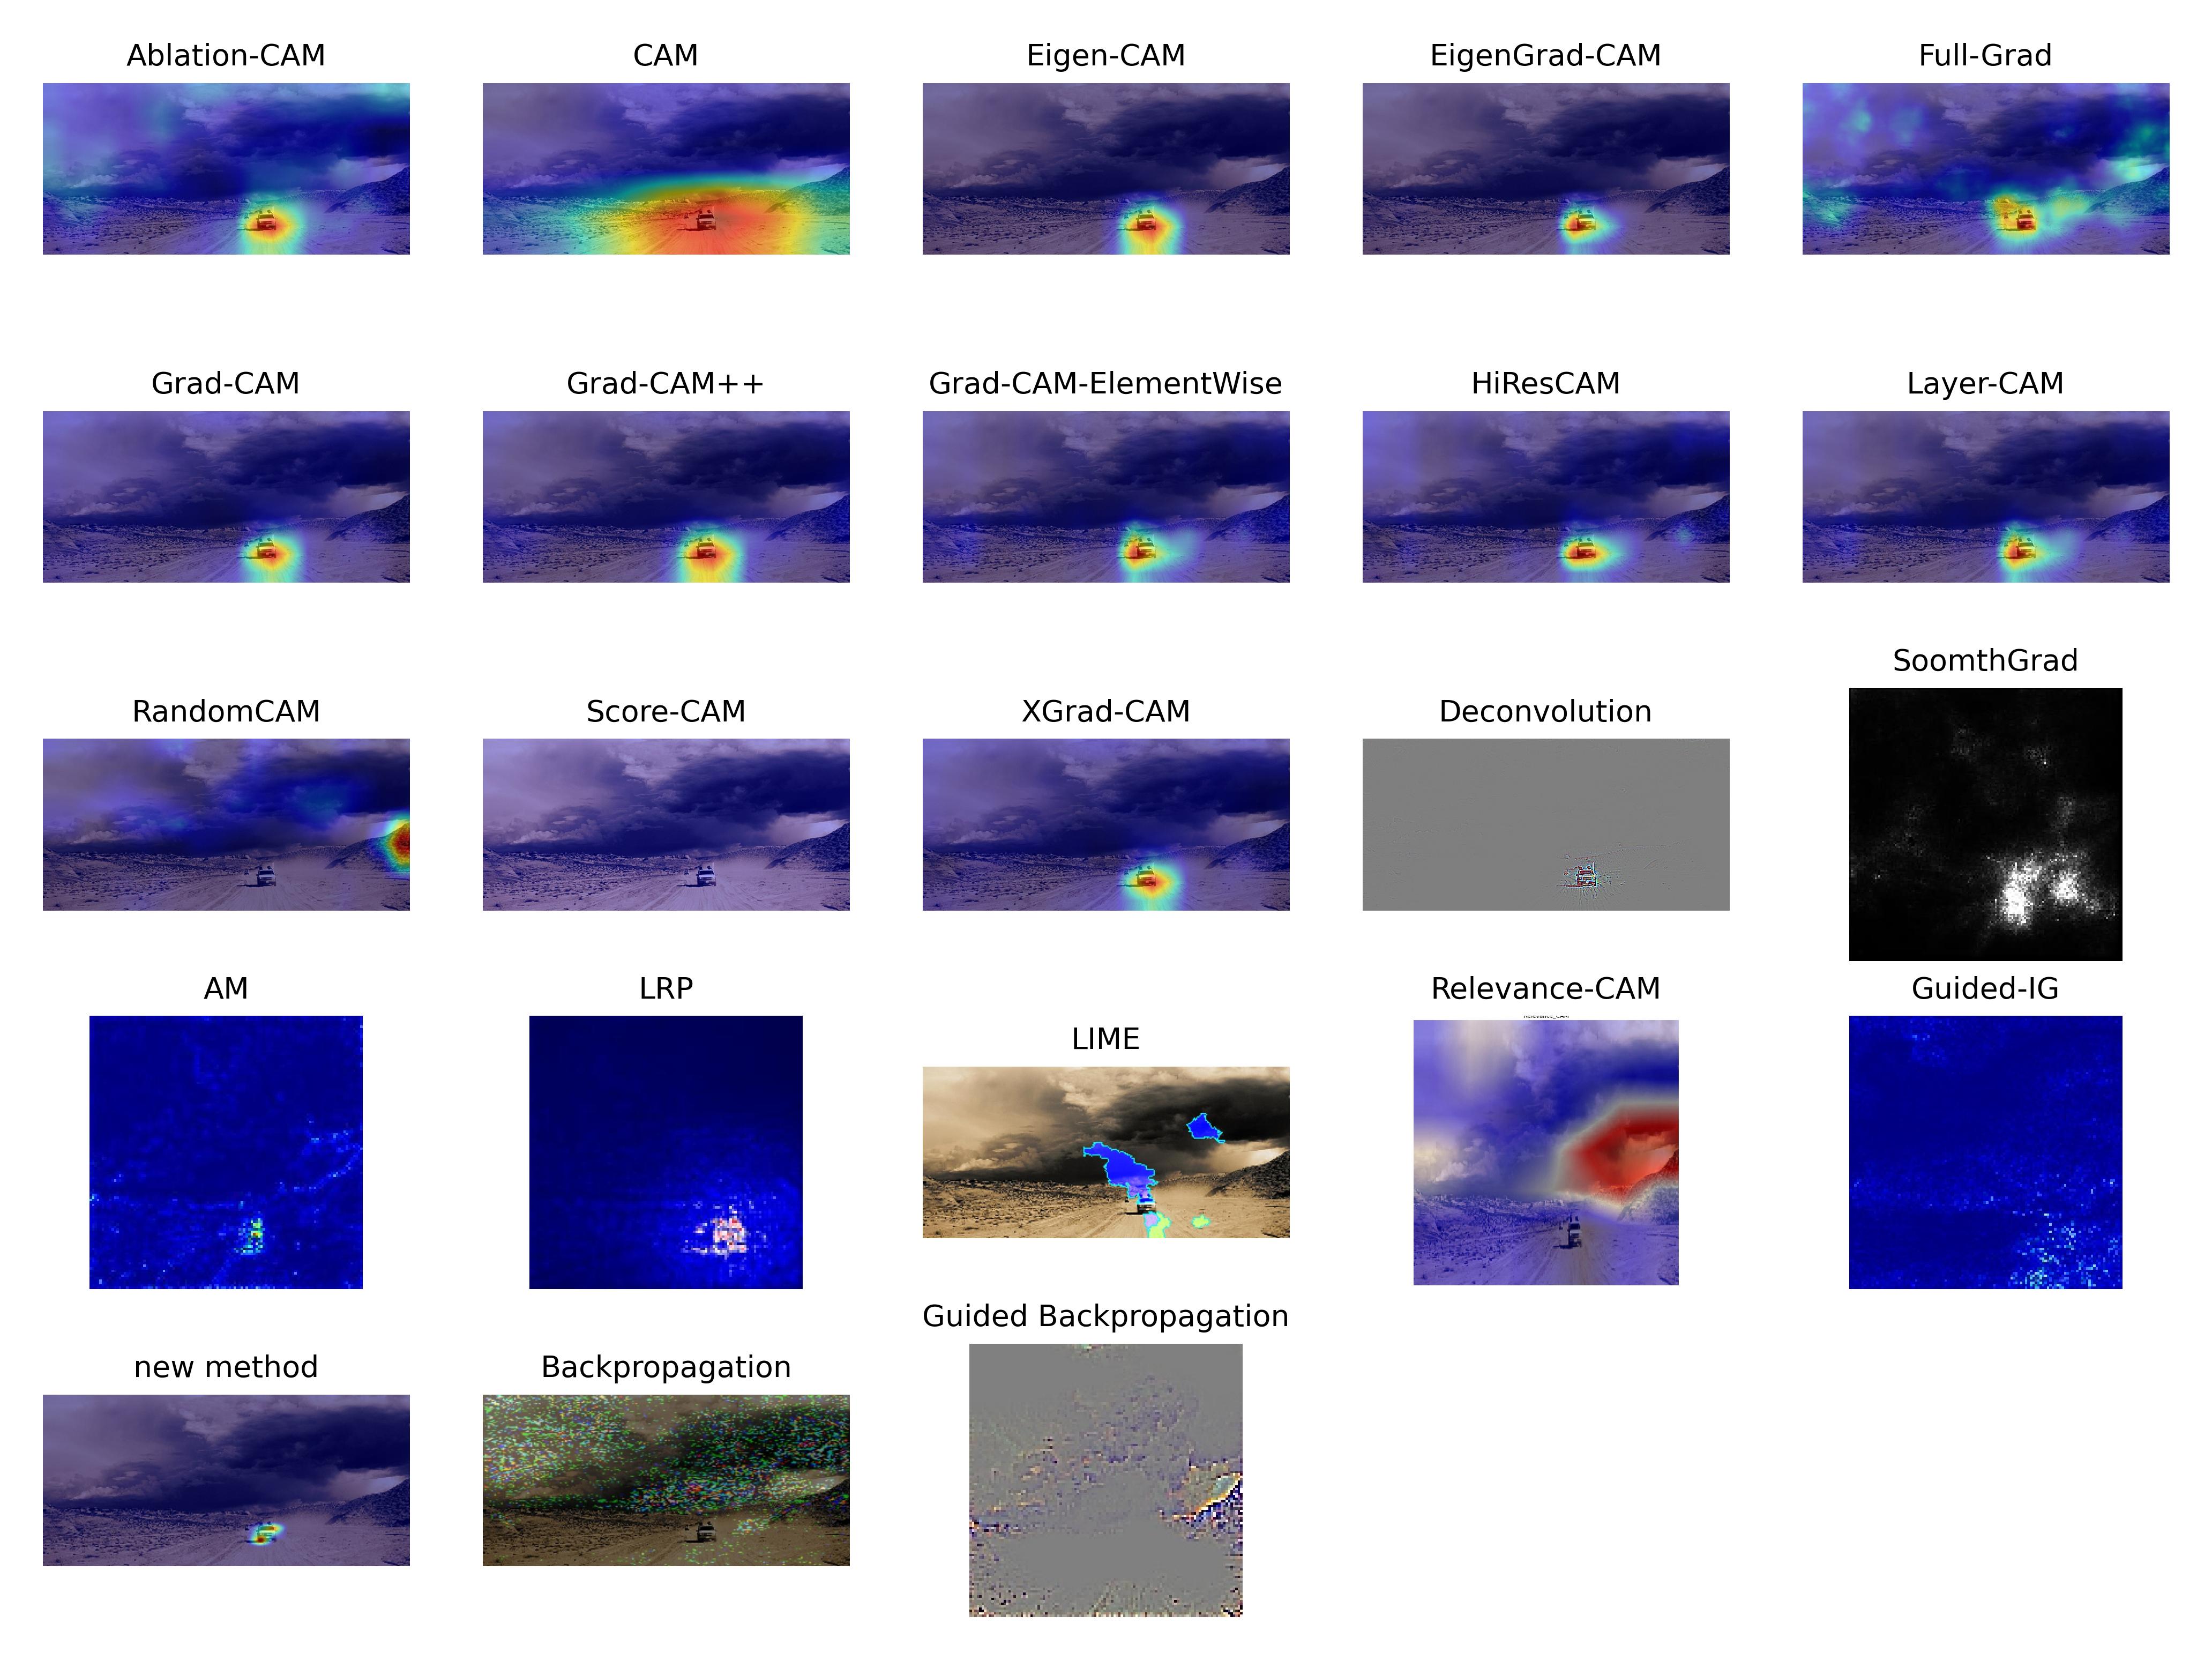 Ablation-CAM
CAM
Eigen-CAM
EigenGrad-CAM
Full-Grad
Grad-CAM
Grad-CAM++
Grad-CAM-ElementWise
HiResCAM
Layer-CAM
RandomCAM
Score-CAM
XGrad-CAM
Deconvolution
SoomthGrad
AM
LRP
LIME
Relevance-CAM
RELEVANCE_CAM
Guided-IG
new method
Backpropagation
Guided Backpropagation